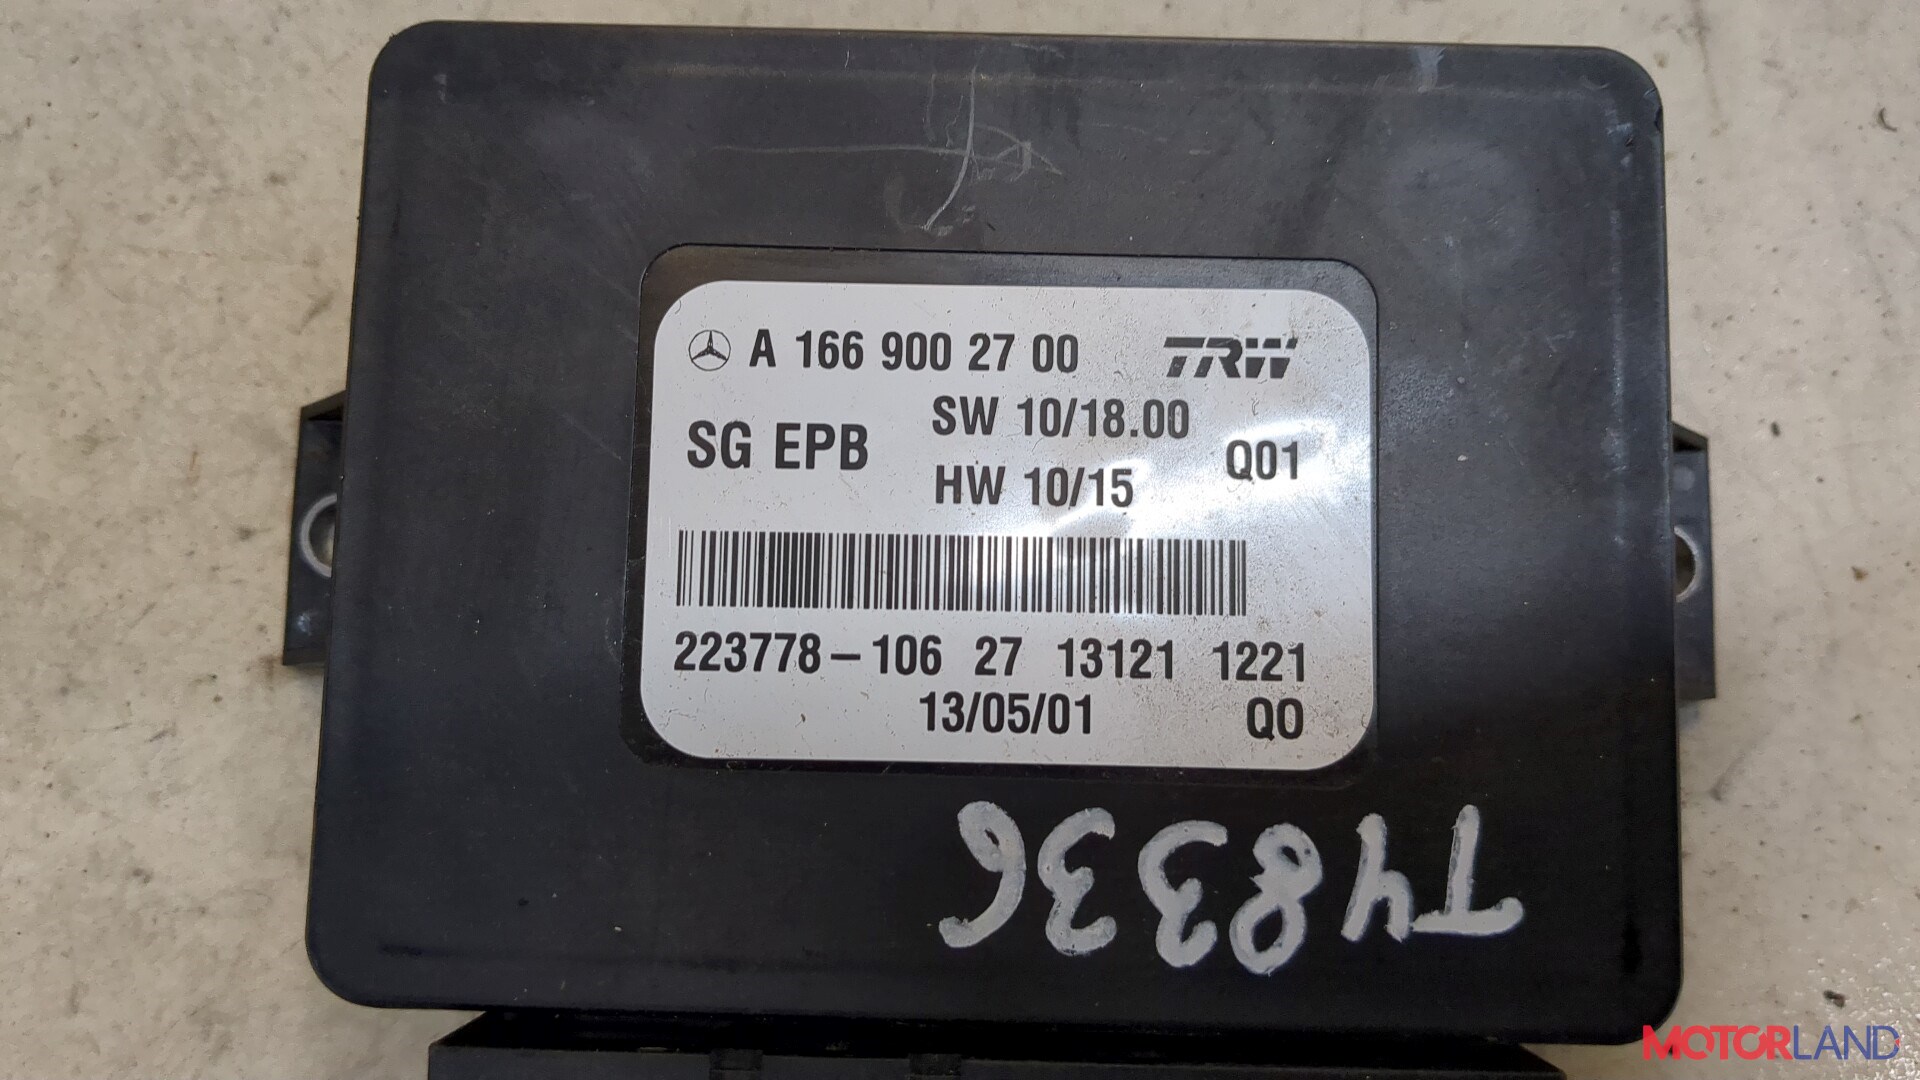 A 166 900 27 00 TRW
SW 10/18.00
SG EPB Q01
HW 10/15
223778-106 27 13121 1221
13/05/01 Q0
T48336
MOTORLAND